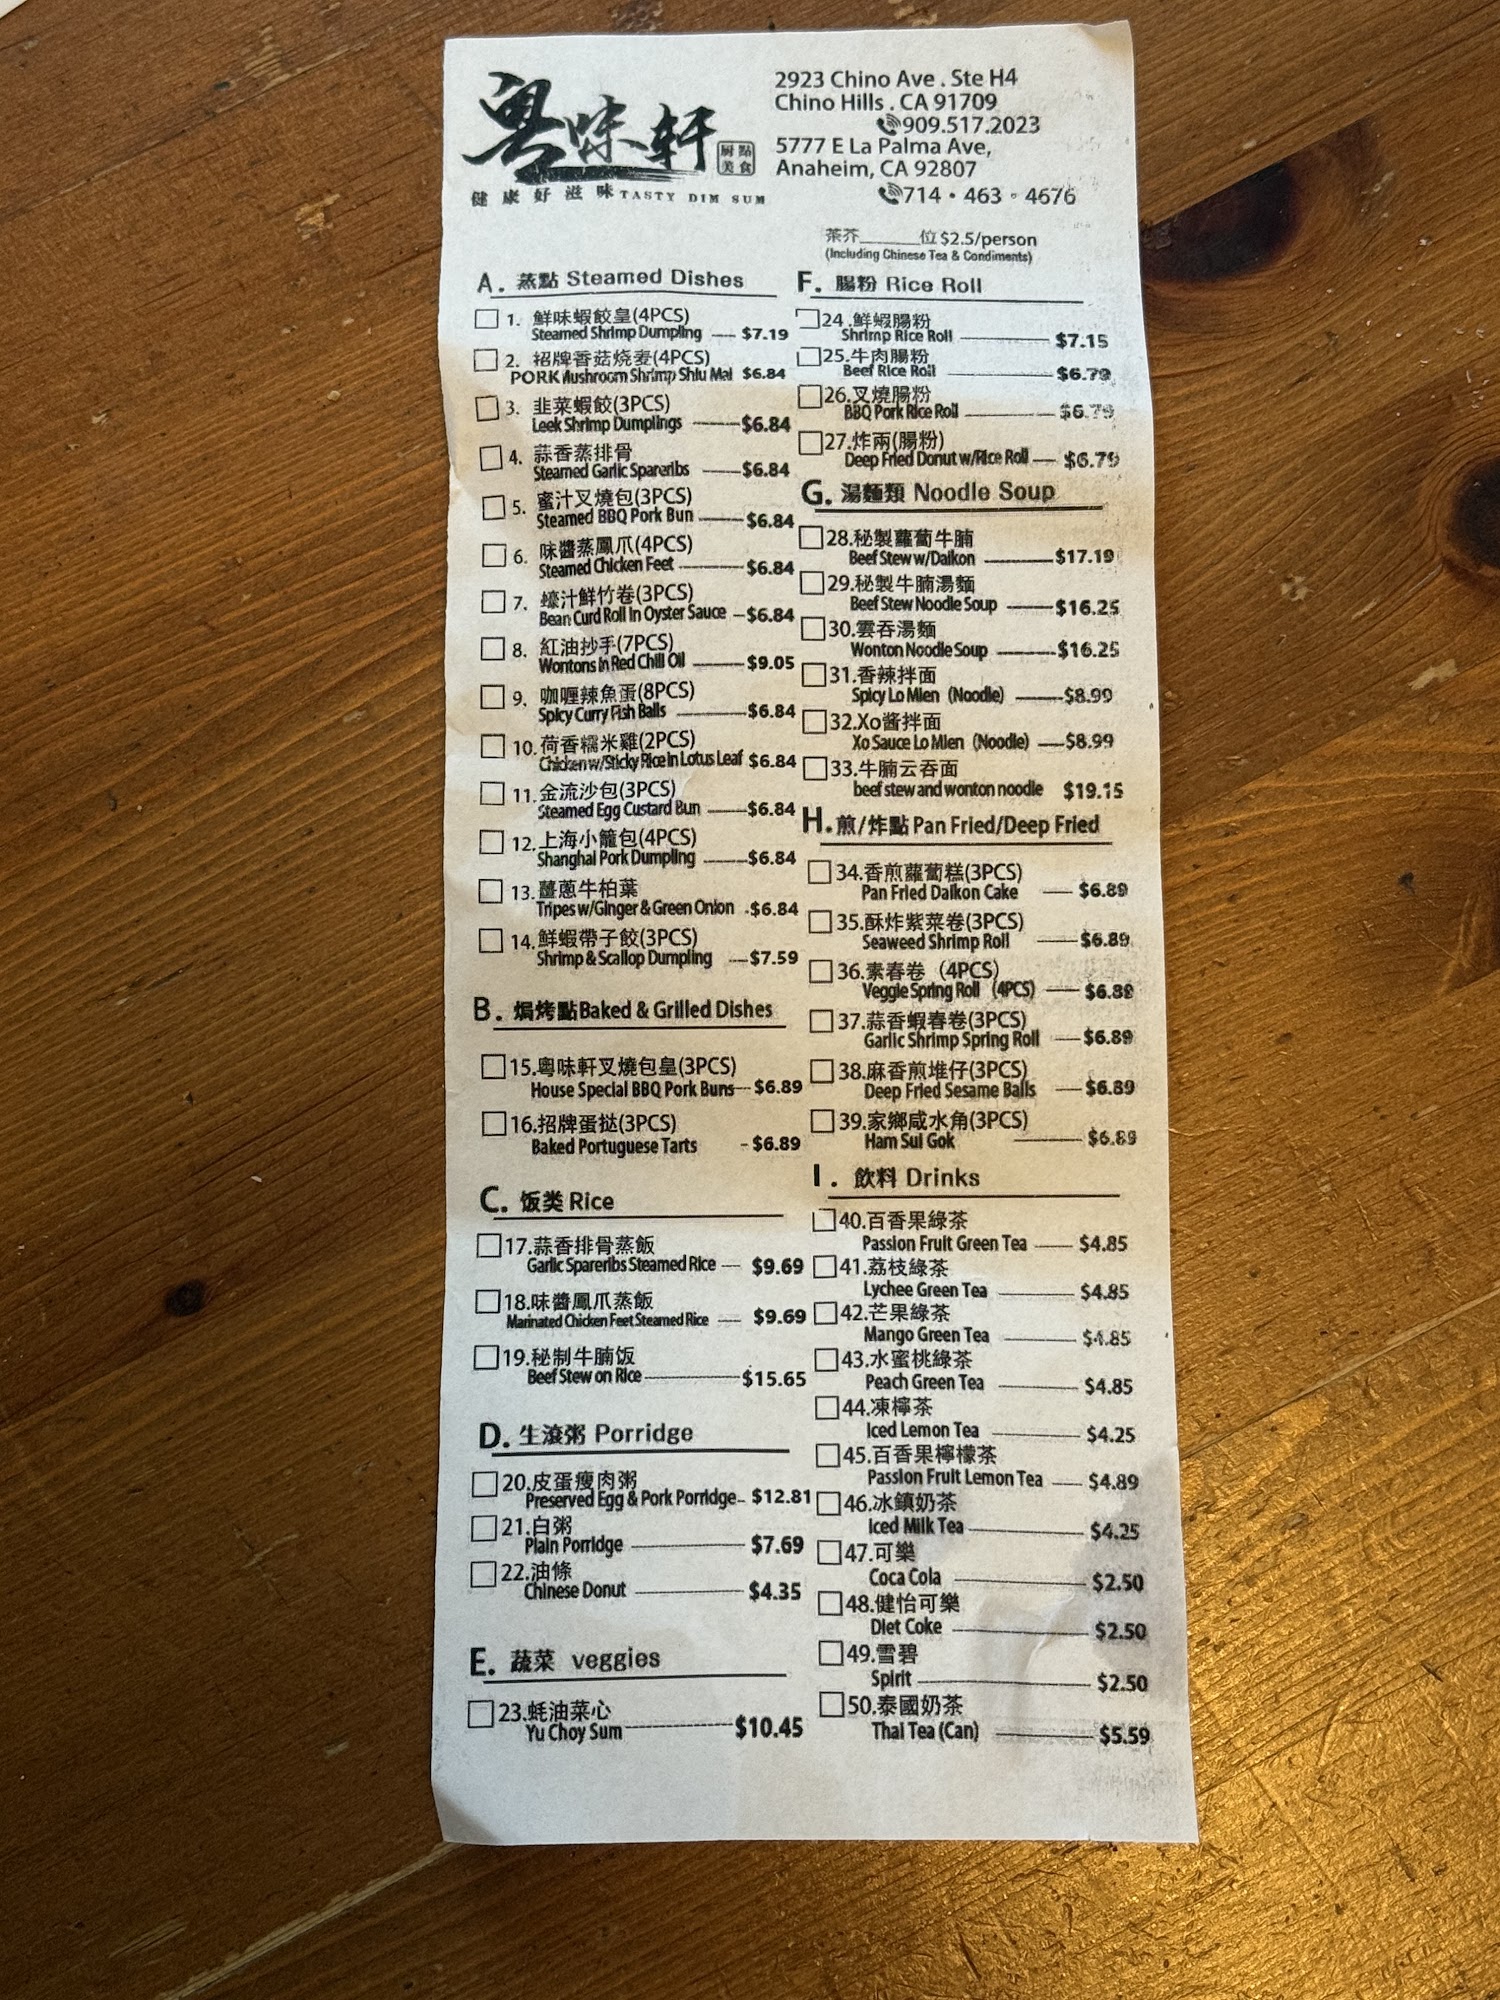 粵味軒
厨點
美食
健康好滋味 TASTY DIM SUM
2923 Chino Ave . Ste H4
Chino Hills . CA 91709
909.517.2023
5777 E La Palma Ave,
Anaheim, CA 92807
714・463・4676
茶芥______位 $2.5/person
(Including Chinese Tea & Condiments)
A. 蒸點 Steamed Dishes
1. 鮮味蝦餃皇(4PCS)
Steamed Shrimp Dumpling $7.19
2. 招牌香菇烧麦(4PCS)
PORK Mushroom Shrimp Shiu Mai $6.84
3. 韭菜蝦餃(3PCS)
Leek Shrimp Dumplings $6.84
4. 蒜香蒸排骨
Steamed Garlic Spareribs $6.84
5. 蜜汁叉燒包(3PCS)
Steamed BBQ Pork Bun $6.84
6. 味醬蒸鳳爪(4PCS)
Steamed Chicken Feet $6.84
7. 蠔汁鮮竹卷(3PCS)
Bean Curd Roll In Oyster Sauce $6.84
8. 紅油抄手(7PCS)
Wontons in Red Chili Oil $9.05
9. 咖喱辣魚蛋(8PCS)
Spicy Curry Fish Balls $6.84
10. 荷香糯米雞(2PCS)
Chicken w/Sticky Rice in Lotus Leaf $6.84
11. 金流沙包(3PCS)
Steamed Egg Custard Bun $6.84
12. 上海小籠包(4PCS)
Shanghai Pork Dumpling $6.84
13. 薑蔥牛柏葉
Tripes w/Ginger & Green Onion $6.84
14. 鮮蝦帶子餃(3PCS)
Shrimp & Scallop Dumpling $7.59
B. 焗烤點 Baked & Grilled Dishes
15.粵味軒叉燒包皇(3PCS)
House Special BBQ Pork Buns $6.89
16.招牌蛋撻(3PCS)
Baked Portuguese Tarts $6.89
C. 饭类 Rice
17.蒜香排骨蒸飯
Garlic Spareribs Steamed Rice $9.69
18.味醬鳳爪蒸飯
Marinated Chicken Feet Steamed Rice $9.69
19.秘制牛腩饭
Beef Stew on Rice $15.65
D. 生滾粥 Porridge
20.皮蛋瘦肉粥
Preserved Egg & Pork Porridge $12.81
21.白粥
Plain Porridge $7.69
22.油條
Chinese Donut $4.35
E. 蔬菜 veggies
23.蚝油菜心
Yu Choy Sum $10.45
F. 腸粉 Rice Roll
24.鮮蝦腸粉
Shrimp Rice Roll $7.15
25.牛肉腸粉
Beef Rice Roll $6.79
26.叉燒腸粉
BBQ Pork Rice Roll $6.79
27.炸兩(腸粉)
Deep Fried Donut w/Rice Roll $6.79
G. 湯麵類 Noodle Soup
28.秘製蘿蔔牛腩
Beef Stew w/Daikon $17.19
29.秘製牛腩湯麵
Beef Stew Noodle Soup $16.25
30.雲吞湯麵
Wonton Noodle Soup $16.25
31.香辣拌面
Spicy Lo Mien (Noodle) $8.99
32.Xo酱拌面
Xo Sauce Lo Mien (Noodle) $8.99
33.牛腩云吞面
beef stew and wonton noodle $19.15
H. 煎/炸點 Pan Fried/Deep Fried
34.香煎蘿蔔糕(3PCS)
Pan Fried Daikon Cake $6.89
35.酥炸紫菜卷(3PCS)
Seaweed Shrimp Roll $6.89
36.素春卷 (4PCS)
Veggie Spring Roll (4PCS) $6.89
37.蒜香蝦春卷(3PCS)
Garlic Shrimp Spring Roll $6.89
38.麻香煎堆仔(3PCS)
Deep Fried Sesame Balls $6.89
39.家鄉咸水角(3PCS)
Ham Sui Gok $6.89
I. 飲料 Drinks
40.百香果綠茶
Passion Fruit Green Tea $4.85
41.荔枝綠茶
Lychee Green Tea $4.85
42.芒果綠茶
Mango Green Tea $4.85
43.水蜜桃綠茶
Peach Green Tea $4.85
44.凍檸茶
Iced Lemon Tea $4.25
45.百香果檸檬茶
Passion Fruit Lemon Tea $4.89
46.冰鎮奶茶
Iced Milk Tea $4.25
47.可樂
Coca Cola $2.50
48.健怡可樂
Diet Coke $2.50
49.雪碧
Spirit $2.50
50.泰國奶茶
Thai Tea (Can) $5.59